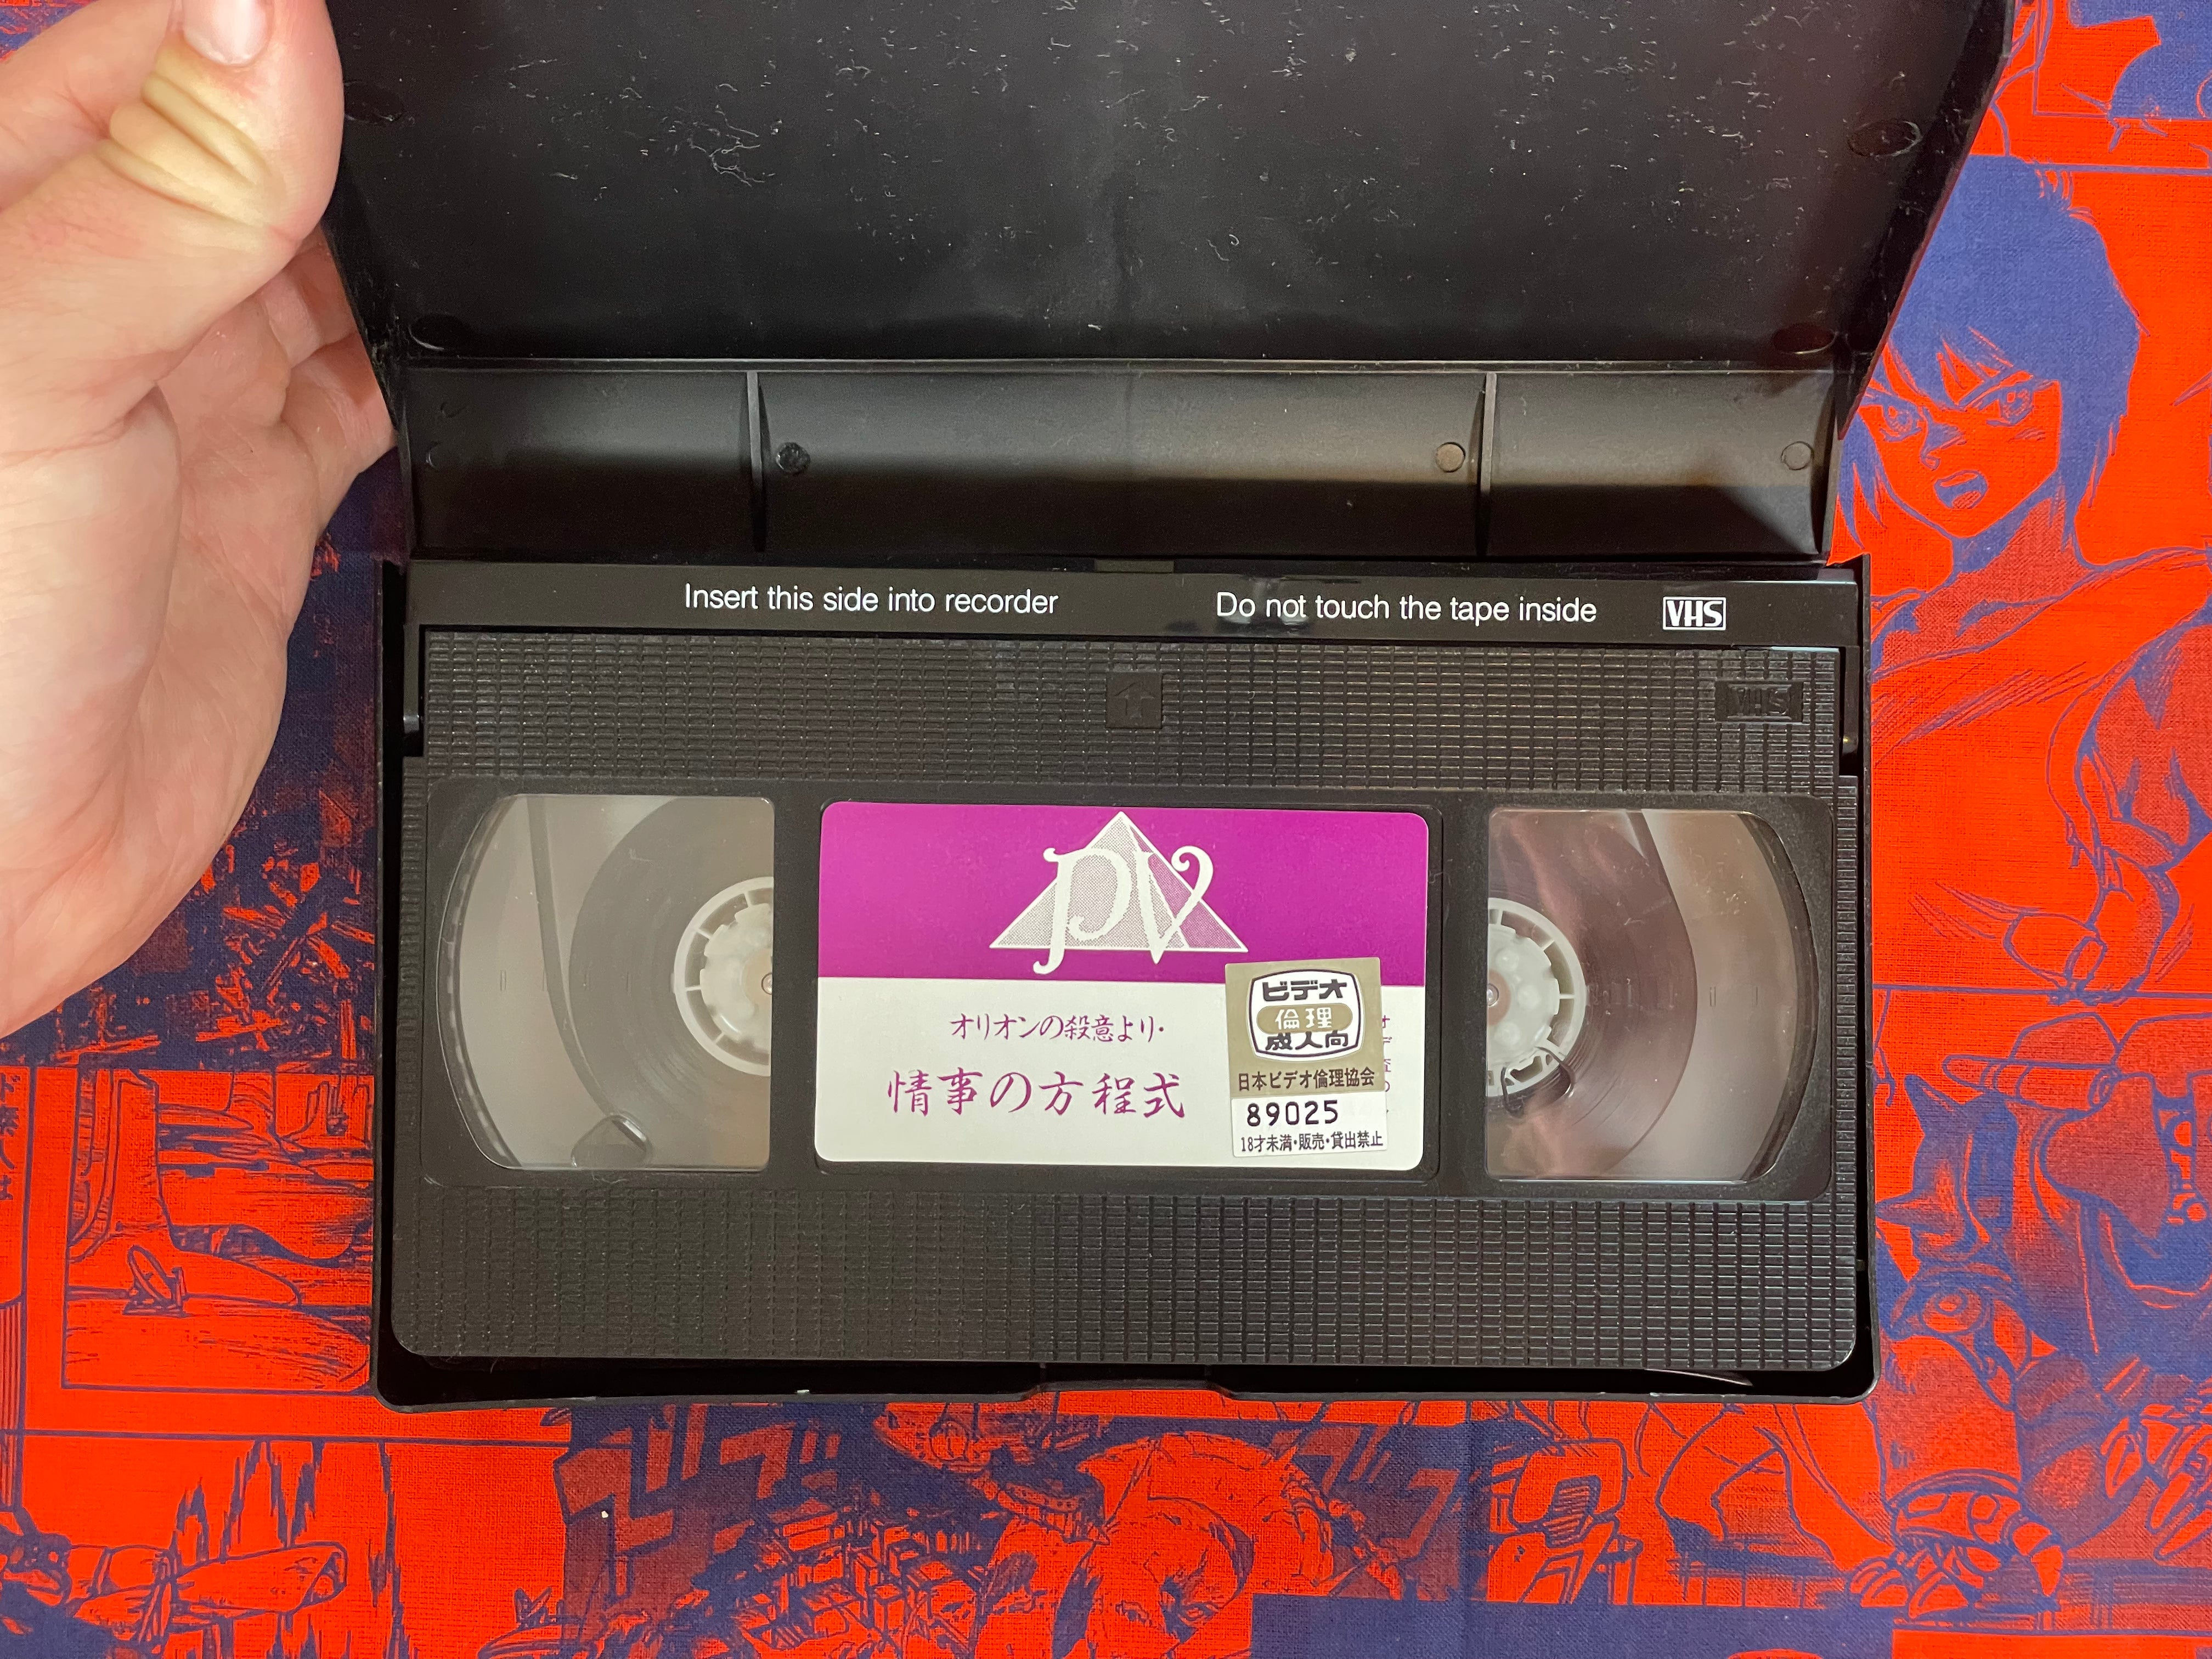 Insert this side into recorder
Do not touch the tape inside
VHS
VHS
PV
オリオンの殺意より・
情事の方程式
ビデオ
倫理
成人向
日本ビデオ倫理協会
89025
18才未満・販売・貸出禁止